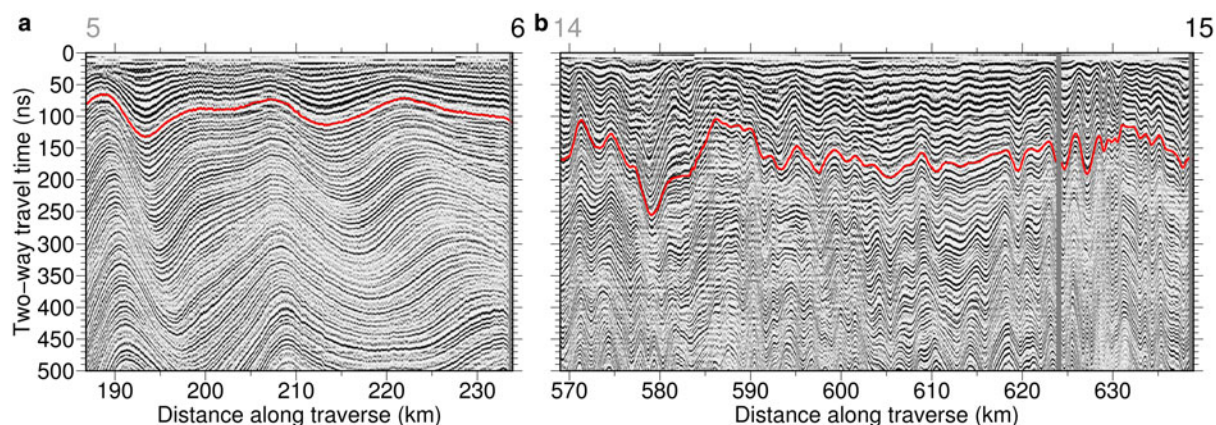 a 5 6 b 14 15
0
50
100
150
200
250
300
350
400
450
500
Two-way travel time (ns)
190 200 210 220 230 570 580 590 600 610 620 630
Distance along traverse (km) Distance along traverse (km)